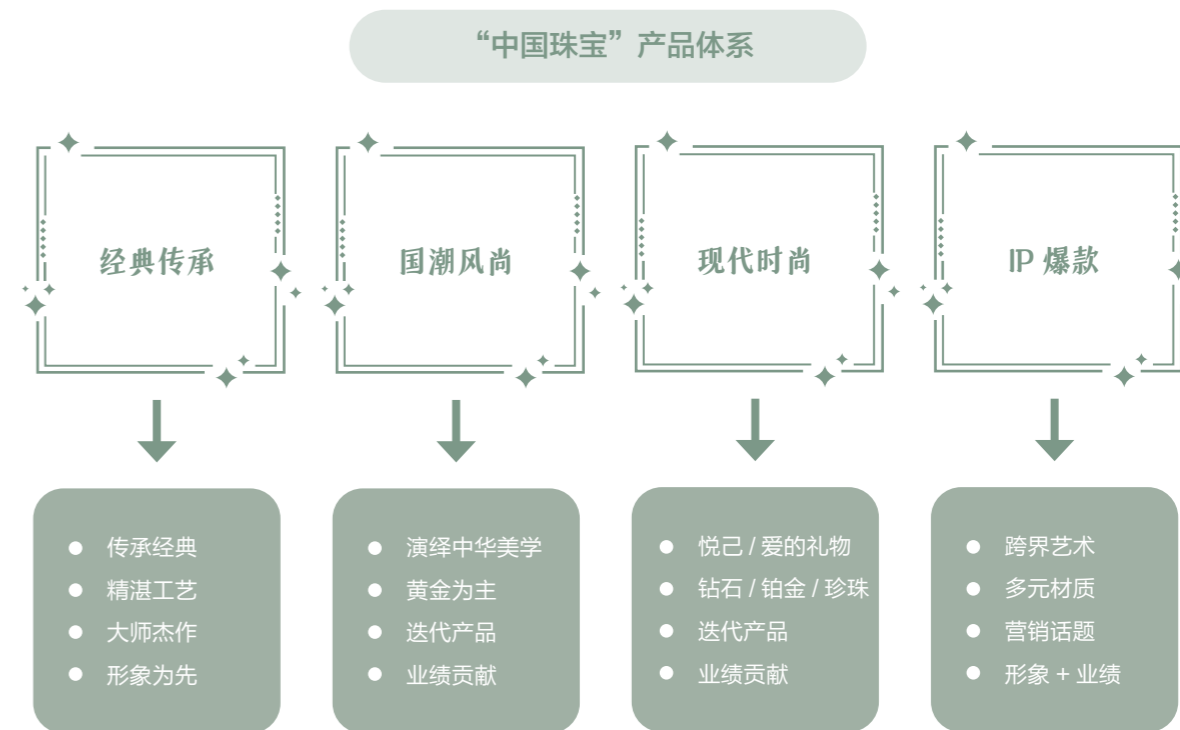 “中国珠宝”产品体系
经典传承
国潮风尚
现代时尚
IP 爆款
传承经典
精湛工艺
大师杰作
形象为先
演绎中华美学
黄金为主
迭代产品
业绩贡献
悦己 / 爱的礼物
钻石 / 铂金 / 珍珠
迭代产品
业绩贡献
跨界艺术
多元材质
营销话题
形象 + 业绩